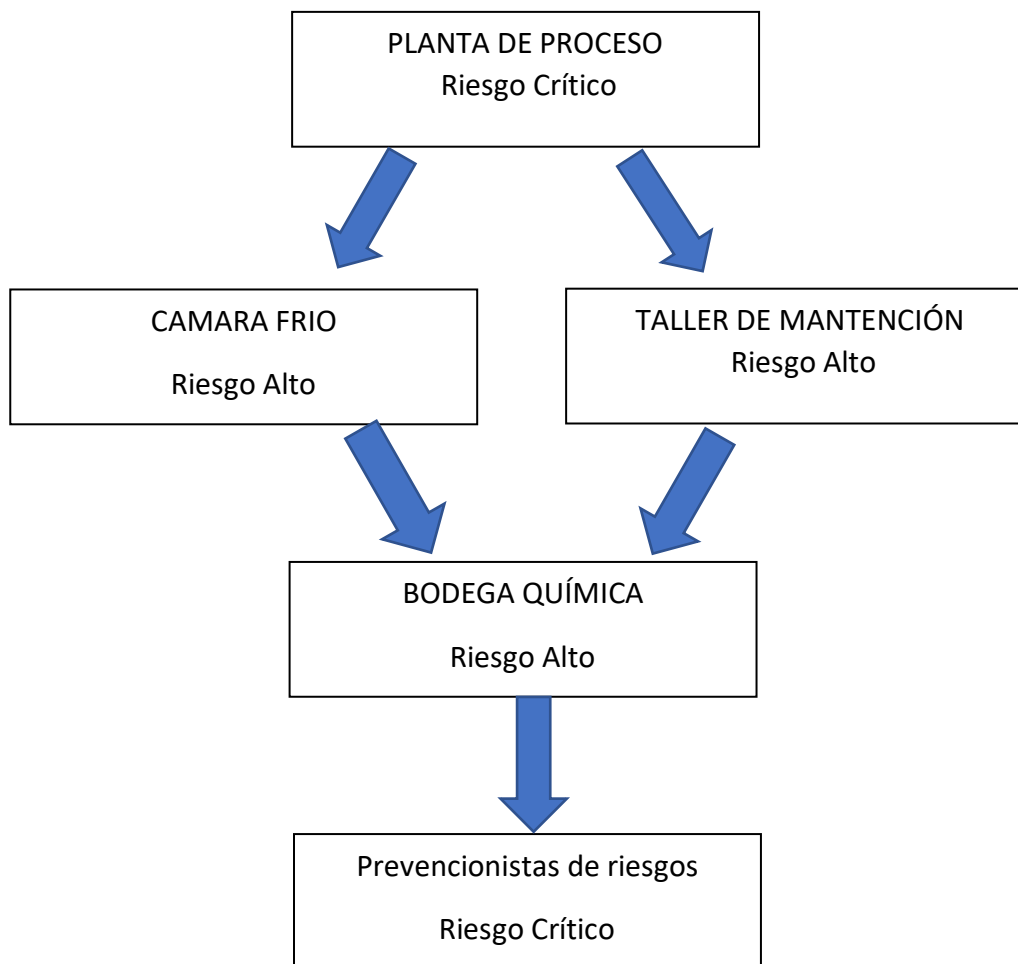 PLANTA DE PROCESO
Riesgo Crítico
CAMARA FRIO
Riesgo Alto
TALLER DE MANTENCIÓN
Riesgo Alto
BODEGA QUÍMICA
Riesgo Alto
Prevencionistas de riesgos
Riesgo Crítico